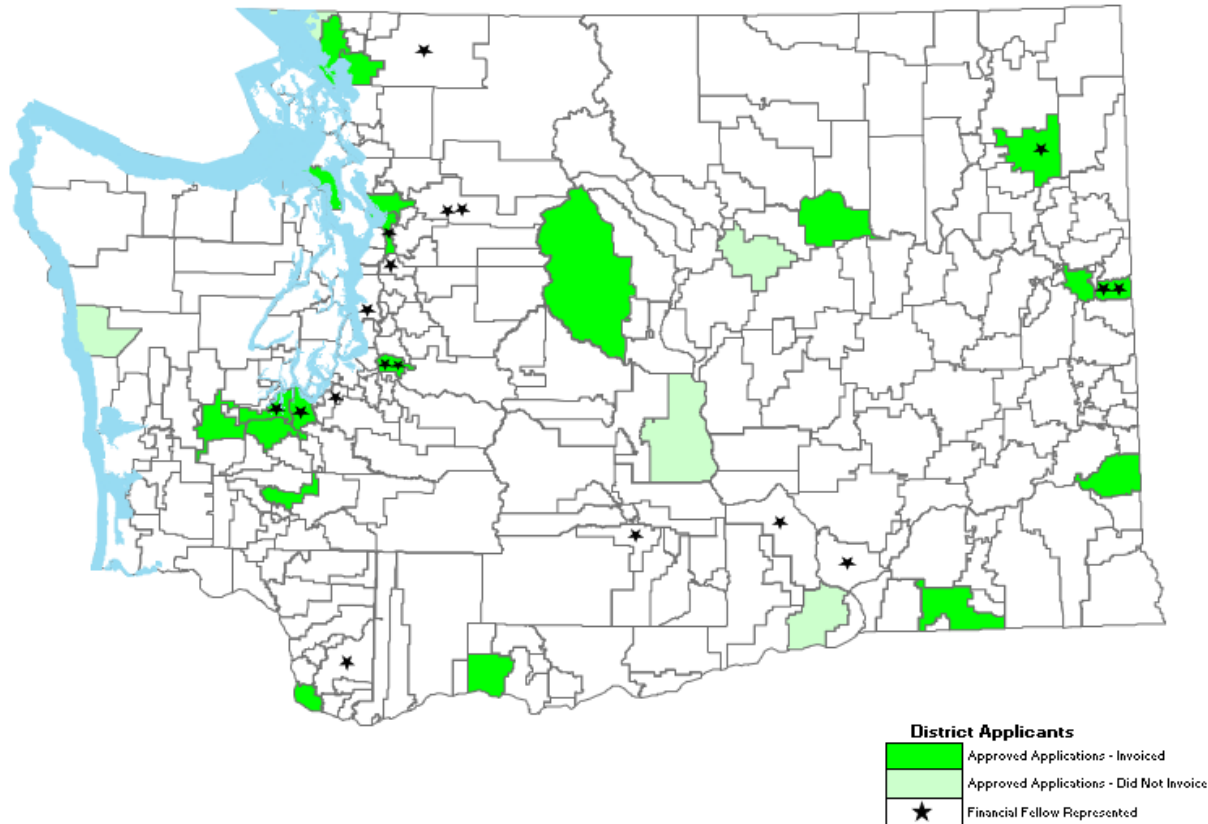 District Applicants
Approved Applications - Invoiced
Approved Applications - Did Not Invoice
Financial Fellow Represented